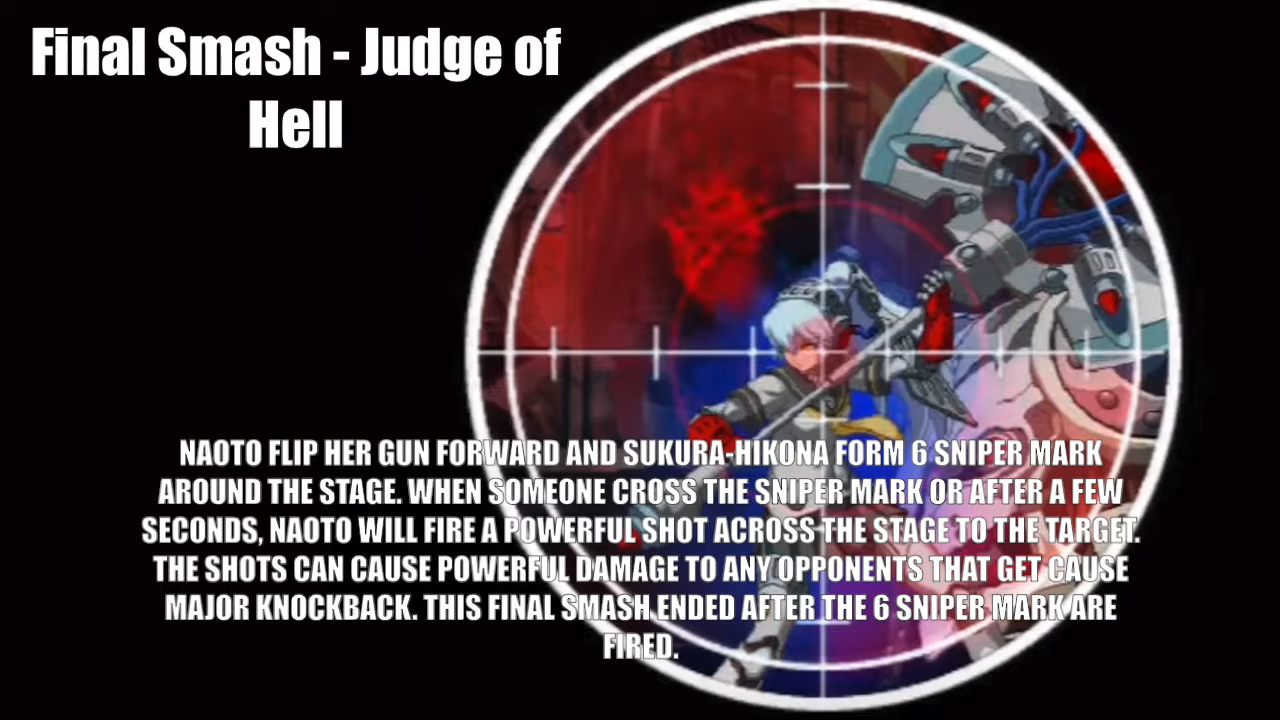 Final Smash - Judge of
Hell
NAOTO FLIP HER GUN FORWARD AND SUKURA-HIKONA FORM 6 SNIPER MARK
AROUND THE STAGE. WHEN SOMEONE CROSS THE SNIPER MARK OR AFTER A FEW
SECONDS, NAOTO WILL FIRE A POWERFUL SHOT ACROSS THE STAGE TO THE TARGET.
THE SHOTS CAN CAUSE POWERFUL DAMAGE TO ANY OPPONENTS THAT GET CAUSE
MAJOR KNOCKBACK. THIS FINAL SMASH ENDED AFTER THE 6 SNIPER MARK ARE
FIRED.